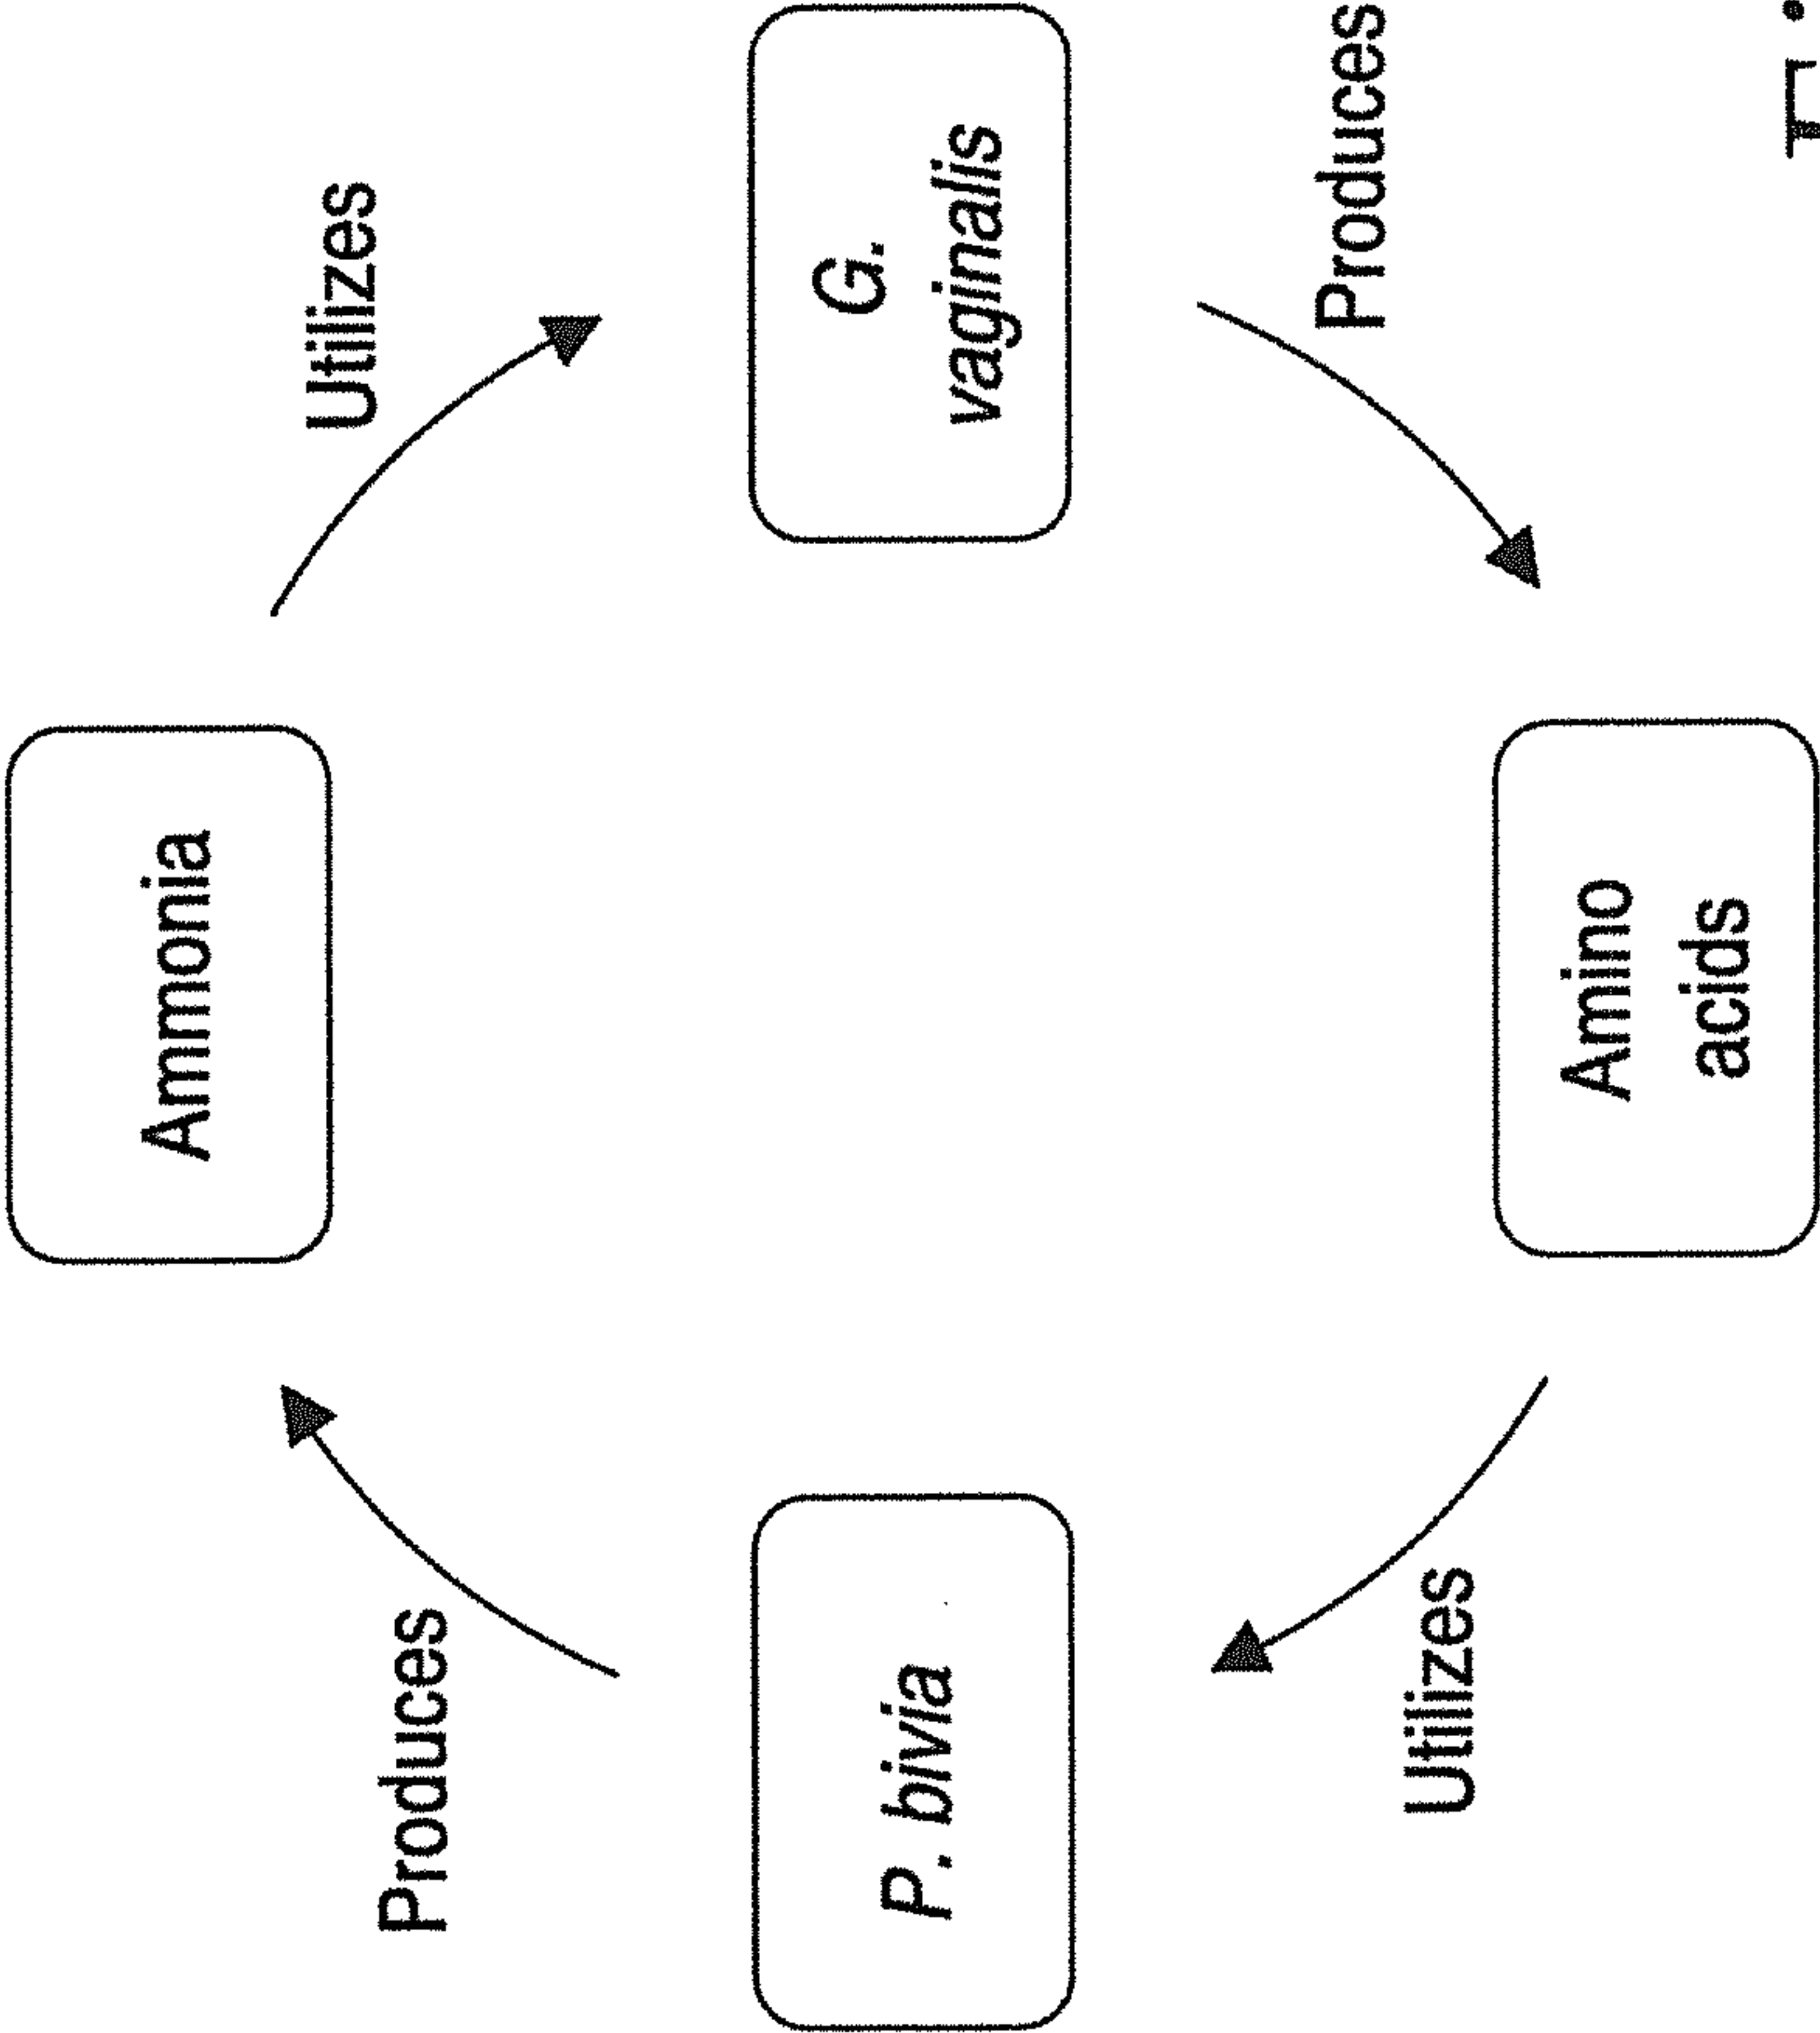 Ammonia
Produces
Utilizes
P. bivia
G.
vaginalis
Utilizes
Produces
Amino
acids